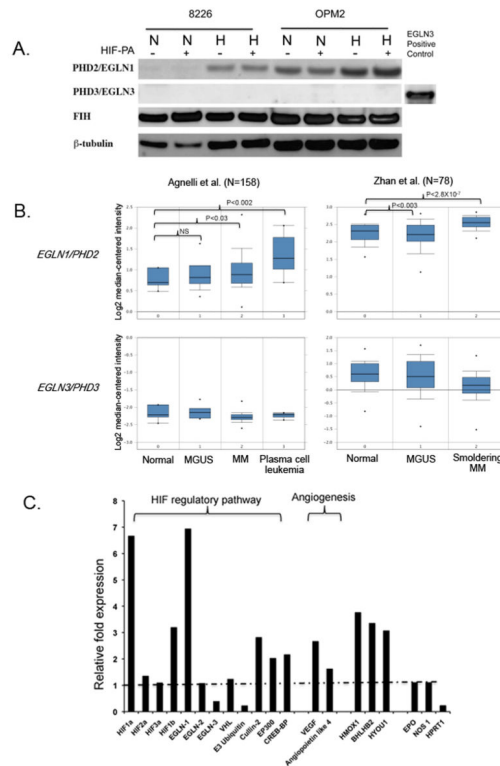 A.
8226 OPM2
N N H H N N H H EGLN3 Positive Control
HIF-PA - + - + - + - +
PHD2/EGLN1
PHD3/EGLN3
FIH
β-tubulin
B.
Agnelli et al. (N=158) Zhan et al. (N=78)
EGLN1/PHD2
Log2 median-centered intensity
P<0.002
P<0.03
NS
P<2.8X10⁻⁷
P<0.003
EGLN3/PHD3
Log2 median-centered intensity
Normal MGUS MM Plasma cell leukemia
Normal MGUS Smoldering MM
C.
HIF regulatory pathway Angiogenesis
Relative fold expression
8
7
6
5
4
3
2
1
0
HIF1a HIF2a HIF3a HIF1b EGLN-1 EGLN-2 EGLN-3 VHL E3 Ubiquitin Cullin-2 EP300 CREB-BP VEGF Angiopoietin like 4 HMOX1 BHLHB2 HYOU1 EPO NOS 1 HPRT1